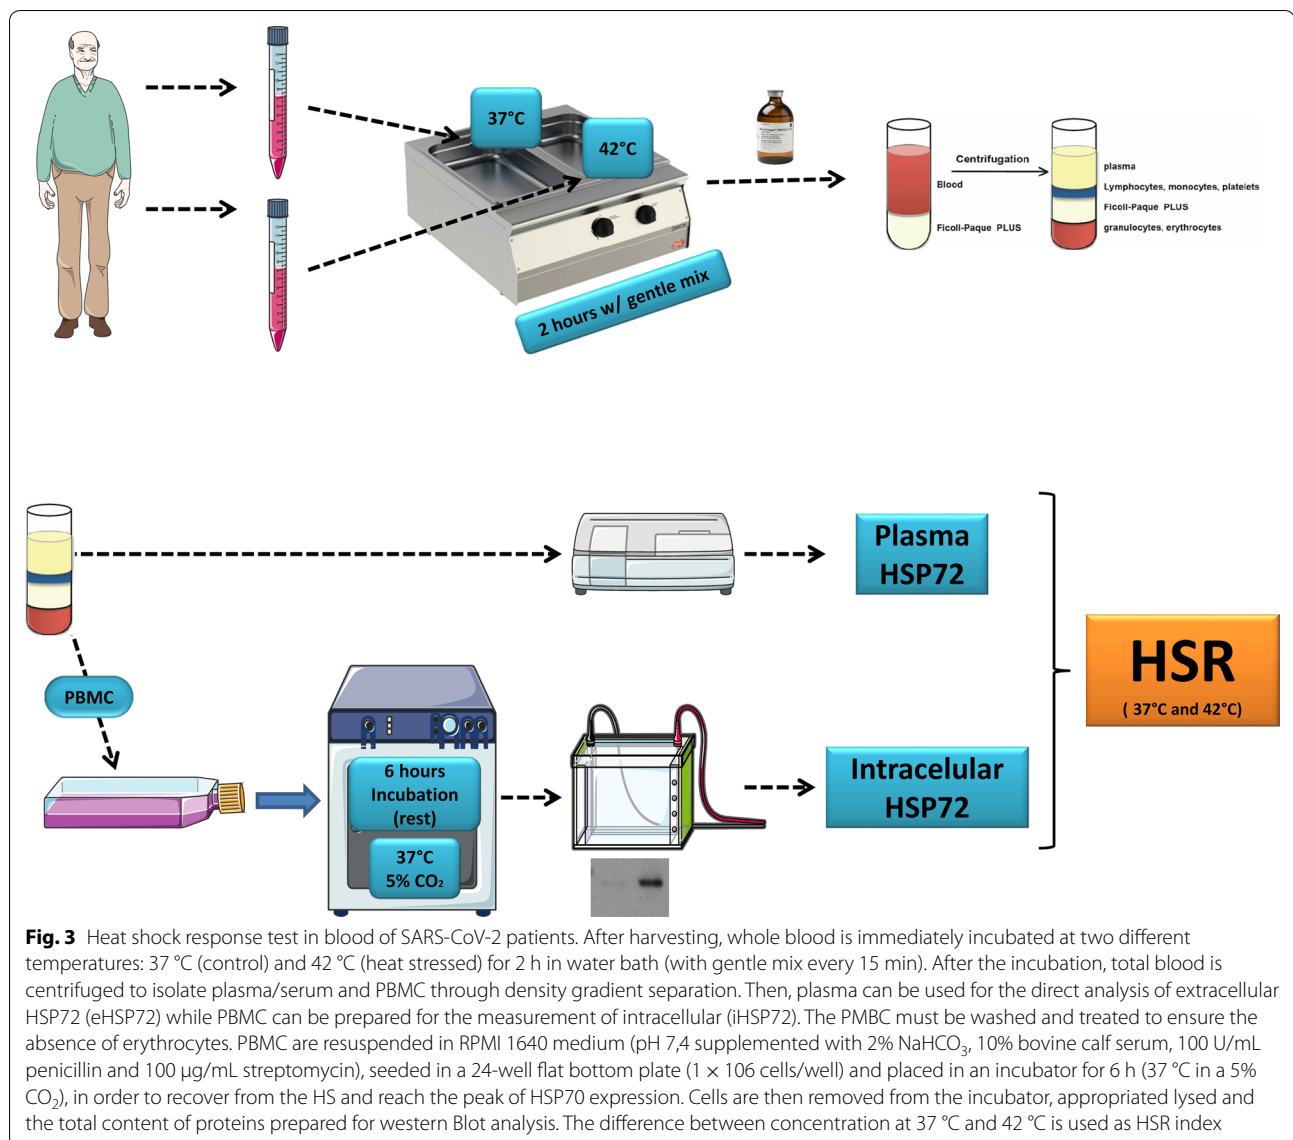 37°C
42°C
2 hours w/ gentle mix
Centrifugation
Blood
Ficoll-Paque PLUS
plasma
Lymphocytes, monocytes, platelets
Ficoll-Paque PLUS
granulocytes, erythrocytes
Plasma
HSP72
PBMC
6 hours
Incubation
(rest)
37°C
5% CO₂
Intracelular
HSP72
HSR
( 37°C and 42°C)
Fig. 3 Heat shock response test in blood of SARS-CoV-2 patients. After harvesting, whole blood is immediately incubated at two different
temperatures: 37 °C (control) and 42 °C (heat stressed) for 2 h in water bath (with gentle mix every 15 min). After the incubation, total blood is
centrifuged to isolate plasma/serum and PBMC through density gradient separation. Then, plasma can be used for the direct analysis of extracellular
HSP72 (eHSP72) while PBMC can be prepared for the measurement of intracellular (iHSP72). The PMBC must be washed and treated to ensure the
absence of erythrocytes. PBMC are resuspended in RPMI 1640 medium (pH 7,4 supplemented with 2% NaHCO₃, 10% bovine calf serum, 100 U/mL
penicillin and 100 μg/mL streptomycin), seeded in a 24-well flat bottom plate (1 × 106 cells/well) and placed in an incubator for 6 h (37 °C in a 5%
CO₂), in order to recover from the HS and reach the peak of HSP70 expression. Cells are then removed from the incubator, appropriated lysed and
the total content of proteins prepared for western Blot analysis. The difference between concentration at 37 °C and 42 °C is used as HSR index